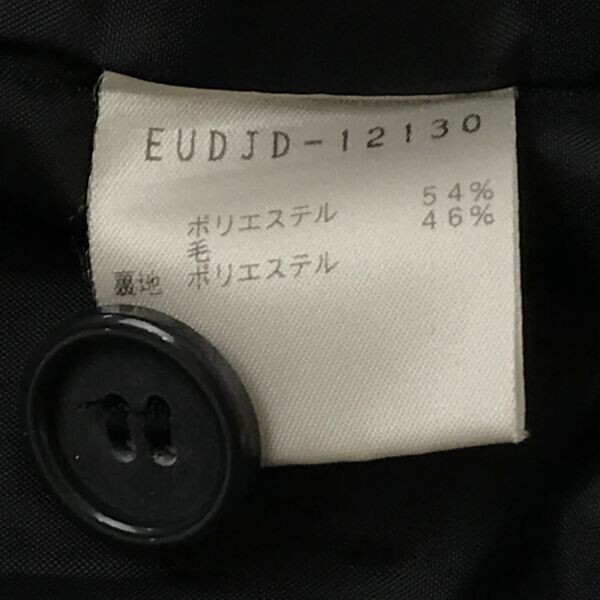 EUDJD-12130
ポリエステル 54%
毛 46%
裏地 ポリエステル